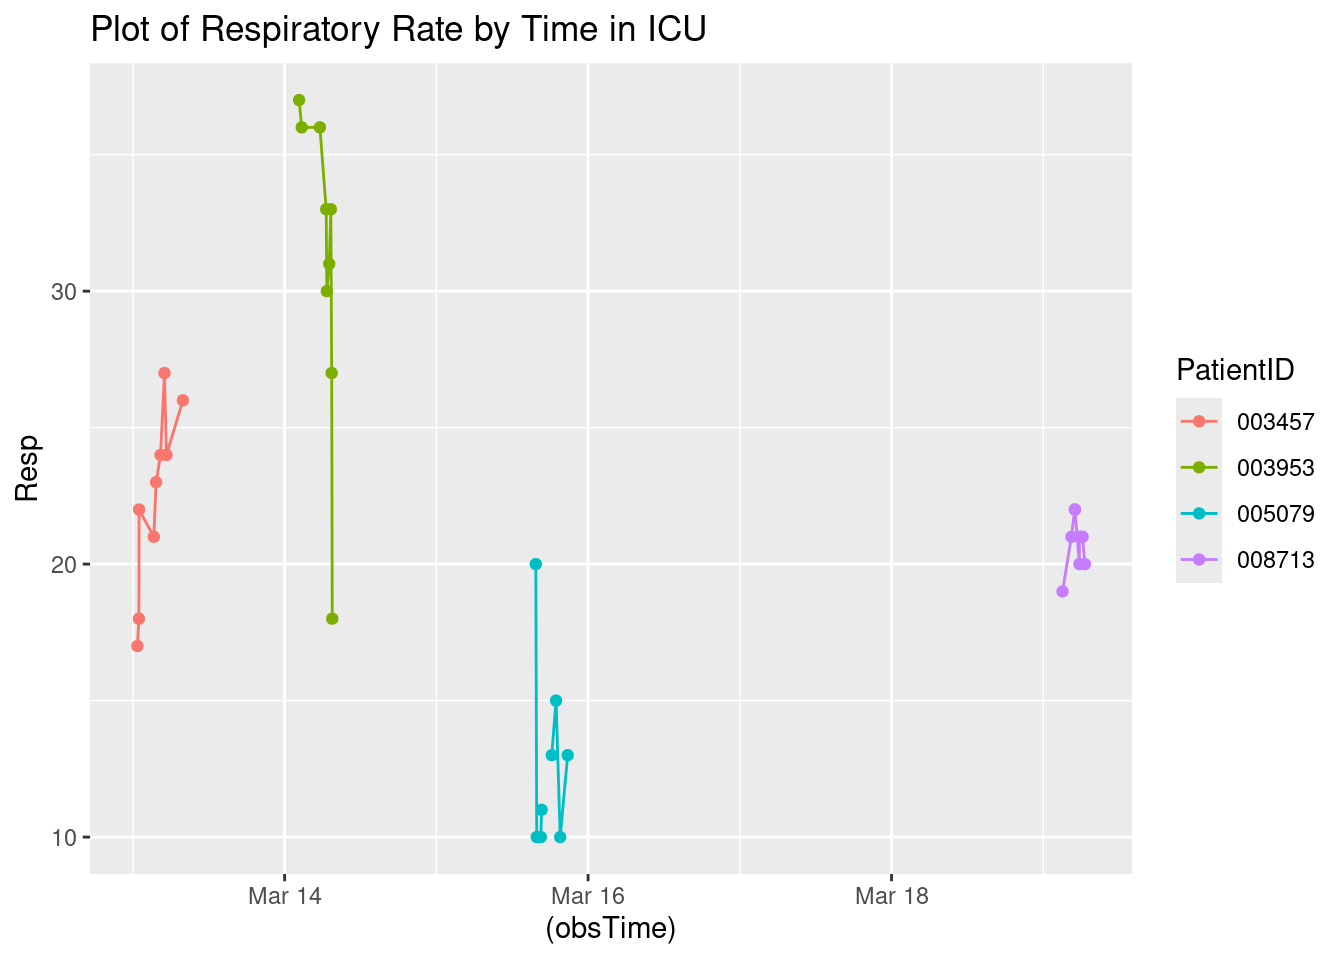 Plot of Respiratory Rate by Time in ICU
Resp
30
20
10
Mar 14
Mar 16
Mar 18
(obsTime)
PatientID
003457
003953
005079
008713